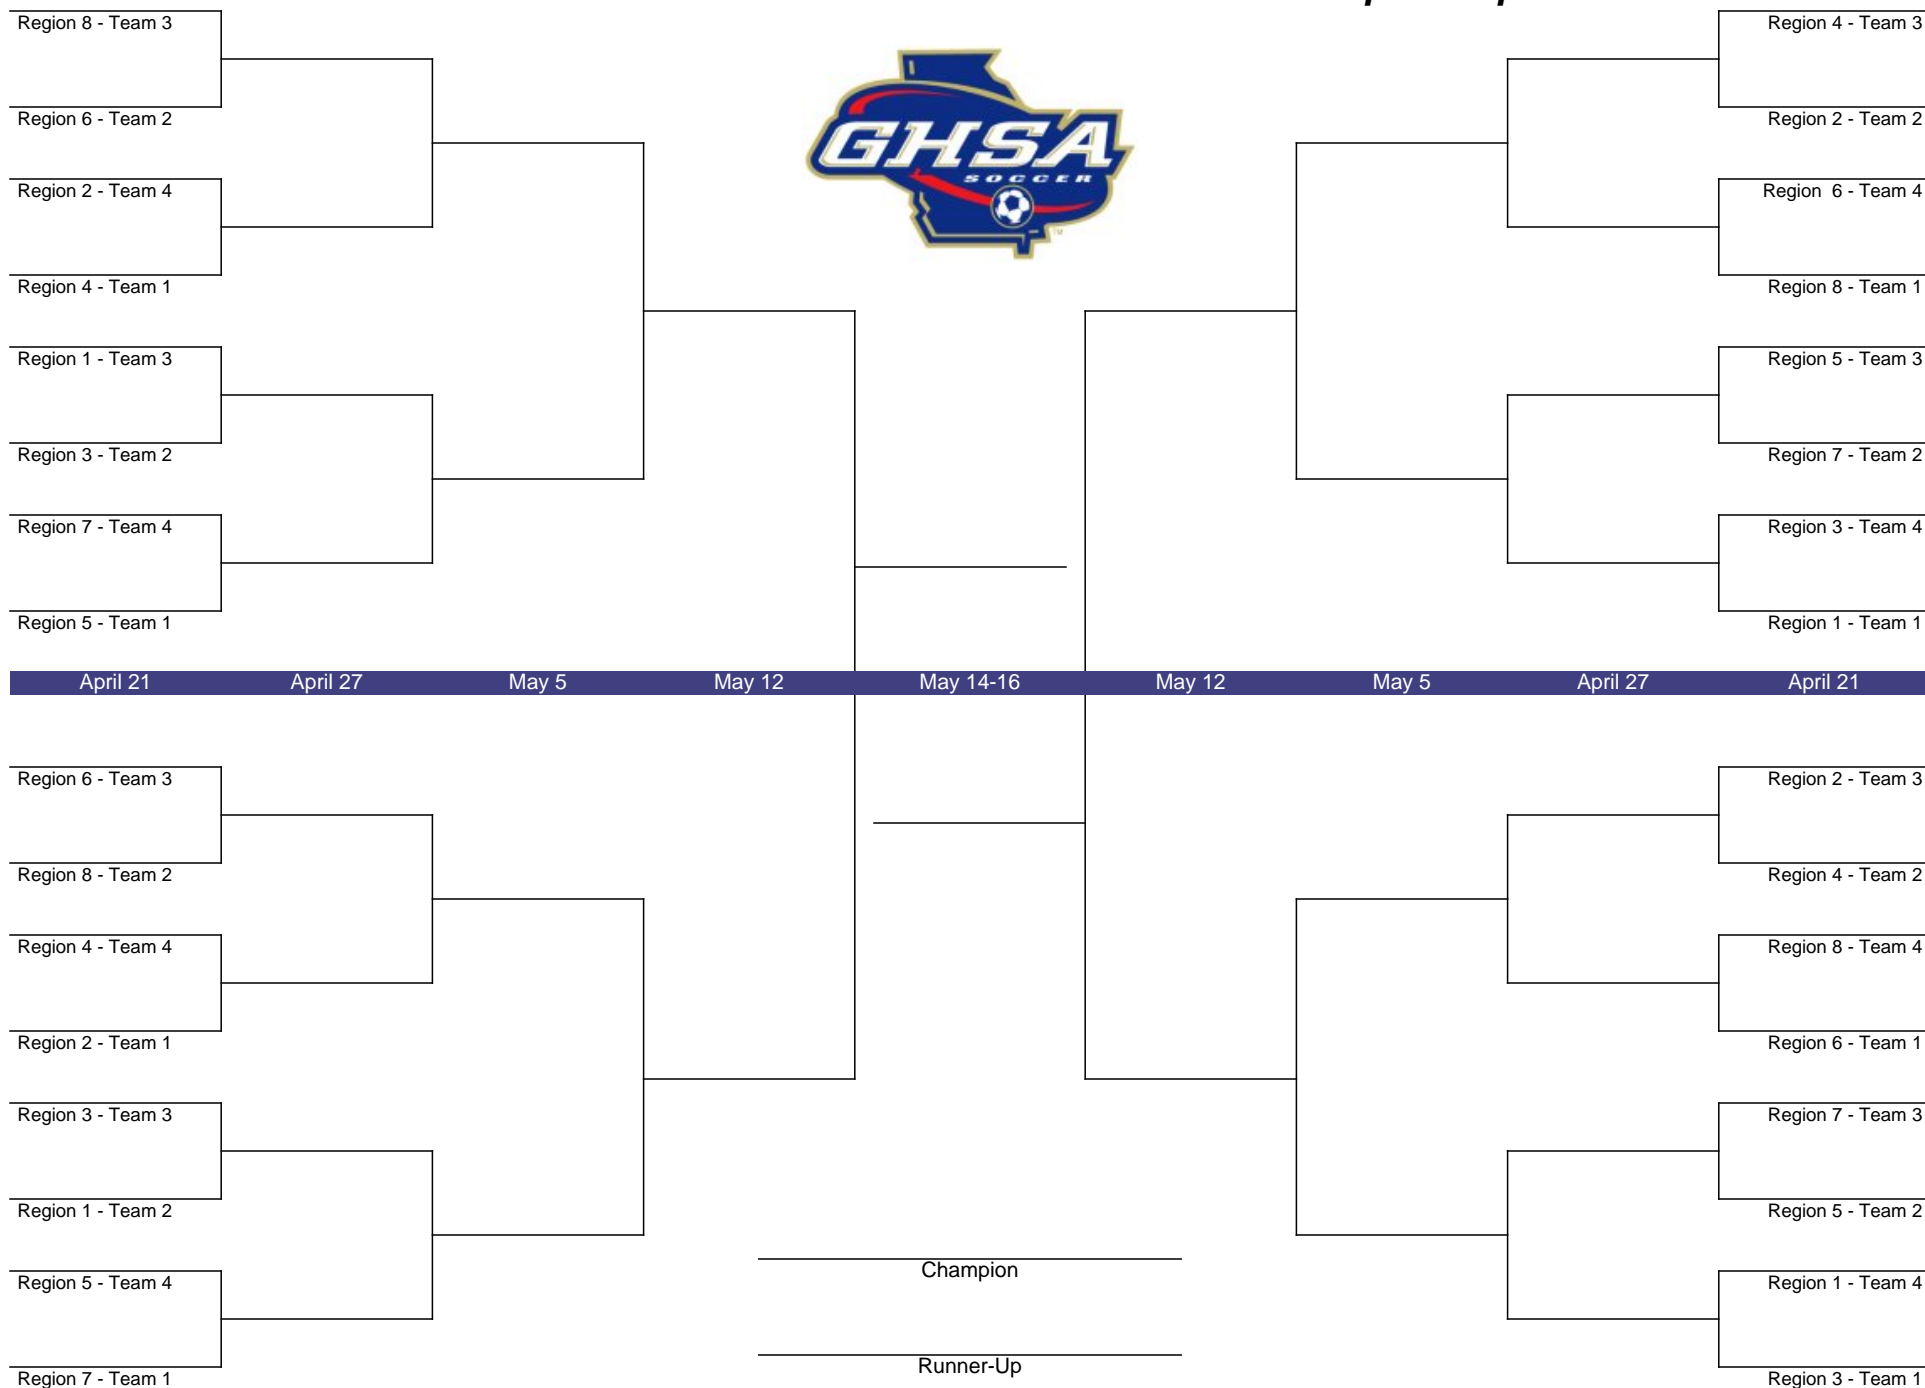 Region 8 - Team 3
Region 6 - Team 2
Region 2 - Team 4
Region 4 - Team 1
Region 1 - Team 3
Region 3 - Team 2
Region 7 - Team 4
Region 5 - Team 1
GHSA
SOCCER
TM
Region 4 - Team 3
Region 2 - Team 2
Region  6 - Team 4
Region 8 - Team 1
Region 5 - Team 3
Region 7 - Team 2
Region 3 - Team 4
Region 1 - Team 1
April 21 April 27 May 5 May 12 May 14-16 May 12 May 5 April 27 April 21
Region 6 - Team 3
Region 8 - Team 2
Region 4 - Team 4
Region 2 - Team 1
Region 3 - Team 3
Region 1 - Team 2
Region 5 - Team 4
Region 7 - Team 1
Champion
Runner-Up
Region 2 - Team 3
Region 4 - Team 2
Region 8 - Team 4
Region 6 - Team 1
Region 7 - Team 3
Region 5 - Team 2
Region 1 - Team 4
Region 3 - Team 1